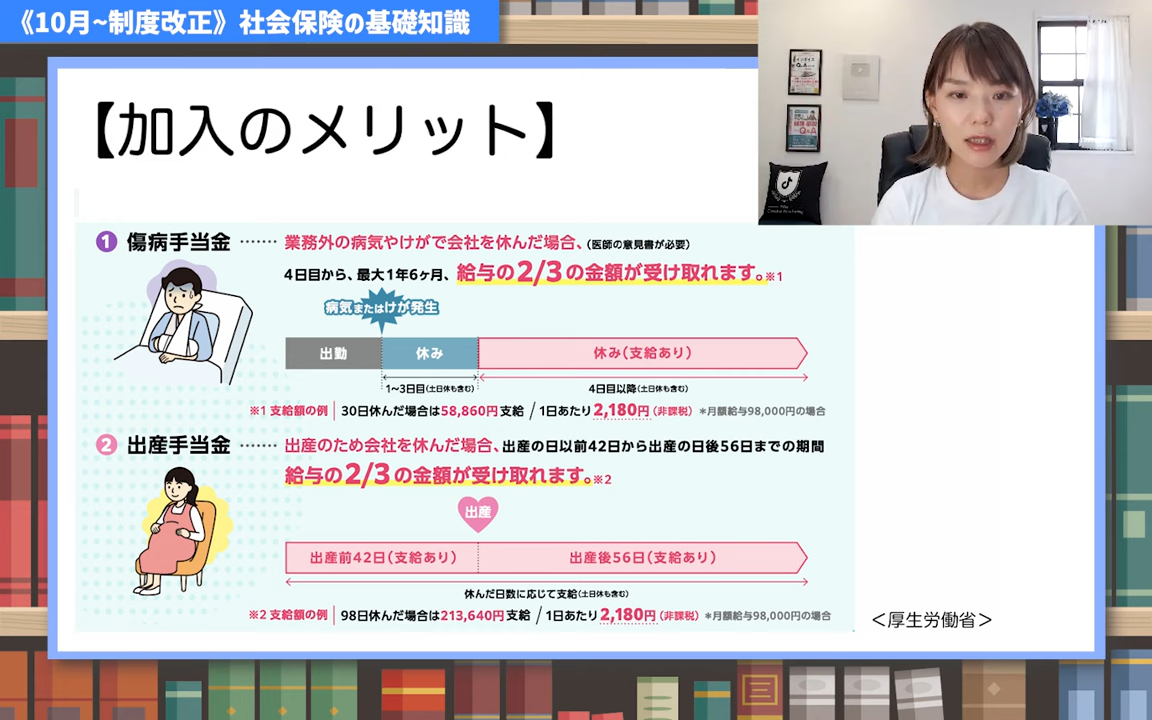 《10月~制度改正》社会保険の基礎知識
【加入のメリット】
1 傷病手当金 ······· 業務外の病気やけがで会社を休んだ場合、(医師の意見書が必要)
4日目から、最大1年6ヶ月、給与の2/3の金額が受け取れます。※1
病気またはけが発生
出勤 休み 休み(支給あり)
1~3日目(土日休も含む) 4日目以降(土日休も含む)
※1 支給額の例 | 30日休んだ場合は58,860円支給 / 1日あたり2,180円(非課税) *月額給与98,000円の場合
2 出産手当金 ······· 出産のため会社を休んだ場合、出産の日以前42日から出産の日後56日までの期間
給与の2/3の金額が受け取れます。※2
出産
出産前42日(支給あり) 出産後56日(支給あり)
休んだ日数に応じて支給(土日休も含む)
※2 支給額の例 | 98日休んだ場合は213,640円支給 / 1日あたり2,180円(非課税) *月額給与98,000円の場合
<厚生労働省>
Q&A
Q&A